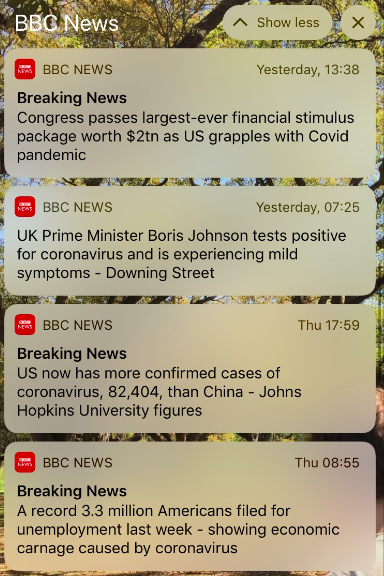 BBC News
Show less
BBC NEWS
Yesterday, 13:38
Breaking News
Congress passes largest-ever financial stimulus
package worth $2tn as US grapples with Covid
pandemic
BBC NEWS
Yesterday, 07:25
UK Prime Minister Boris Johnson tests positive
for coronavirus and is experiencing mild
symptoms - Downing Street
BBC NEWS
Thu 17:59
Breaking News
US now has more confirmed cases of
coronavirus, 82,404, than China - Johns
Hopkins University figures
BBC NEWS
Thu 08:55
Breaking News
A record 3.3 million Americans filed for
unemployment last week - showing economic
carnage caused by coronavirus